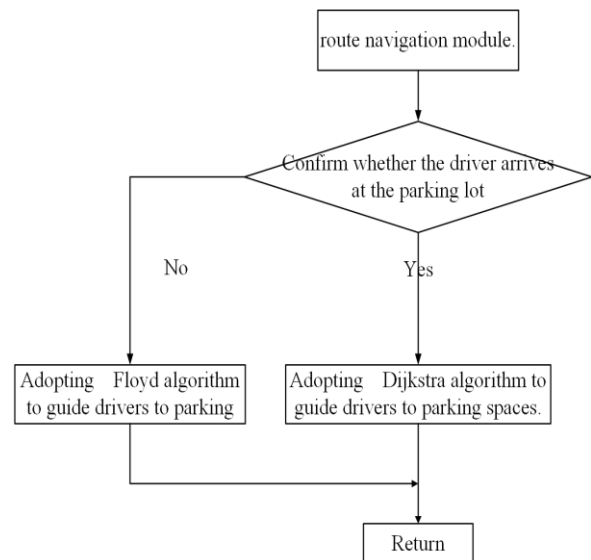 route navigation module.
Confirm whether the driver arrives
at the parking lot
No
Yes
Adopting Floyd algorithm
to guide drivers to parking
Adopting Dijkstra algorithm to
guide drivers to parking spaces.
Return